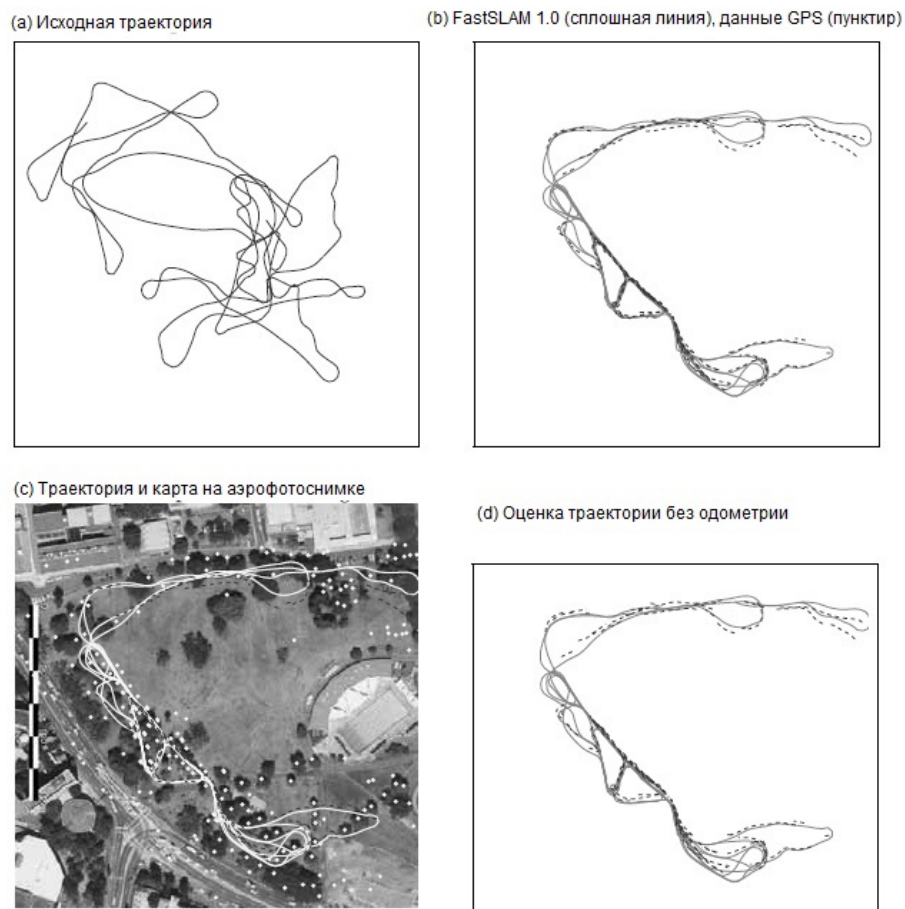 (a) Исходная траектория
(b) FastSLAM 1.0 (сплошная линия), данные GPS (пунктир)
(c) Траектория и карта на аэрофотоснимке
(d) Оценка траектории без одометрии